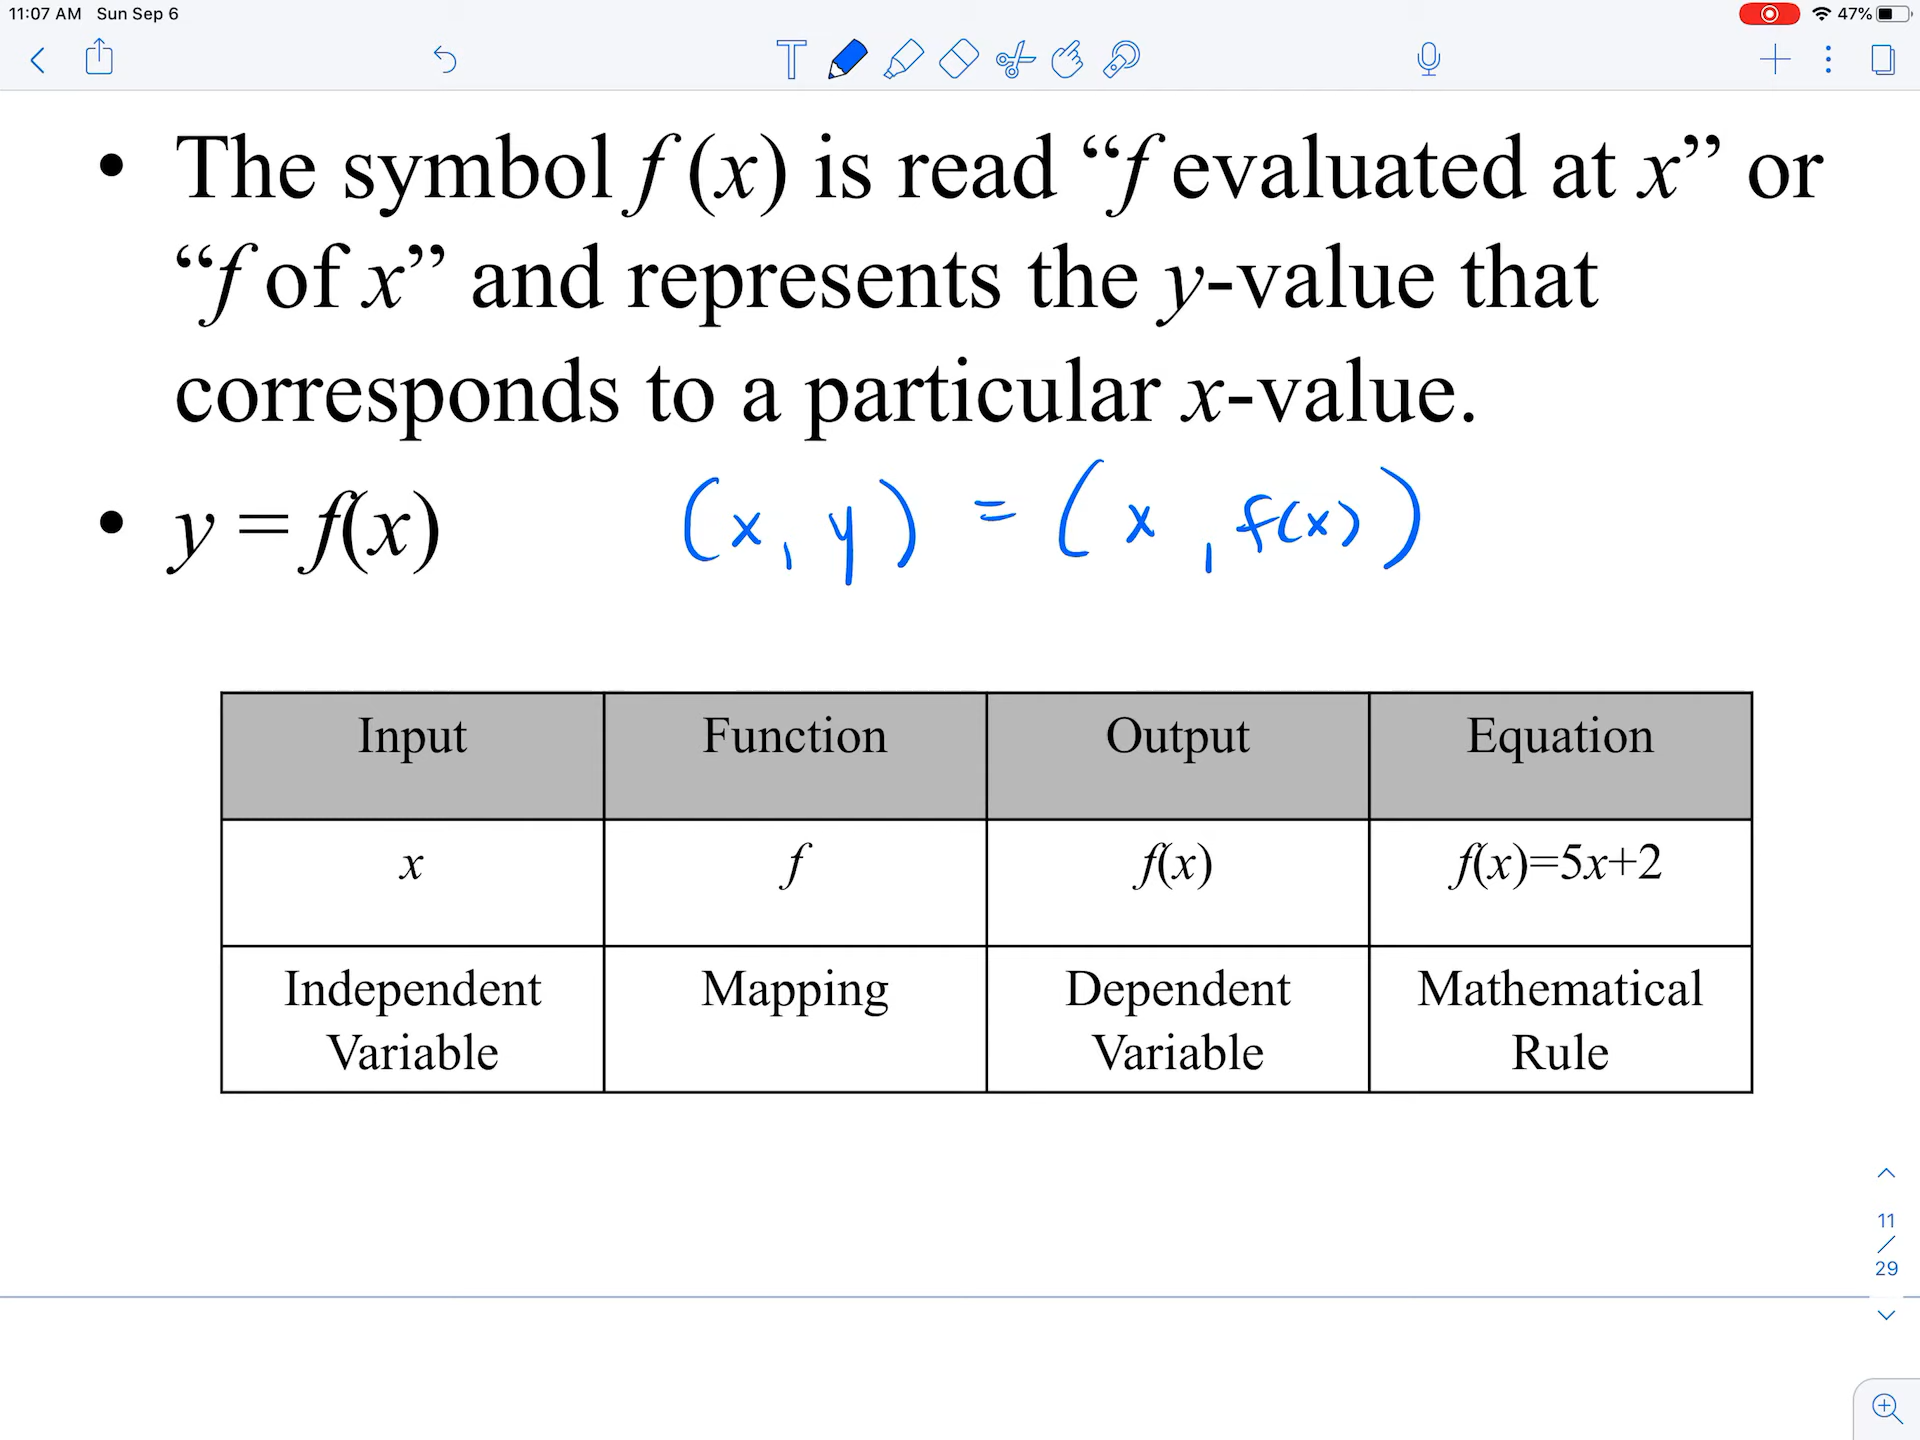 11:07 AM Sun Sep 6
47%
T
• The symbol f (x) is read “f evaluated at x” or
“f of x” and represents the y-value that
corresponds to a particular x-value.
• y = f(x) (x, y) = (x, f(x))
Input Function Output Equation
x f f(x) f(x)=5x+2
Independent Variable Mapping Dependent Variable Mathematical Rule
11
/
29